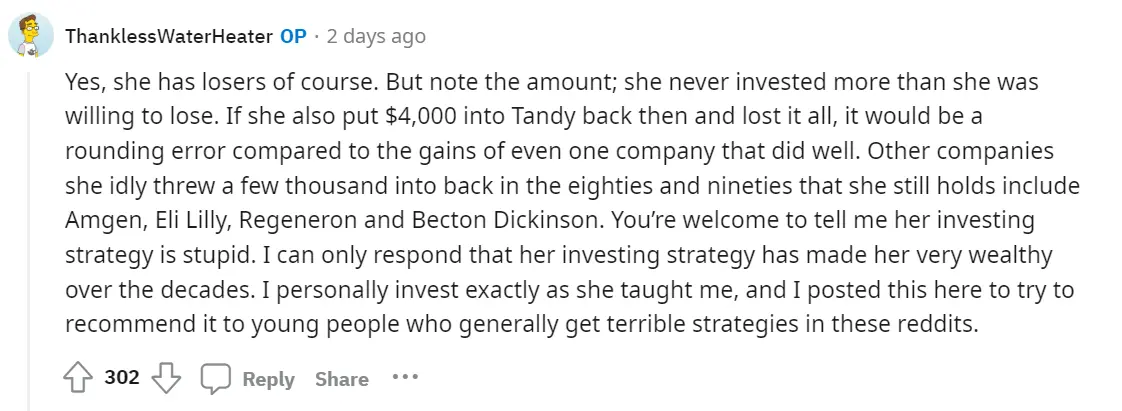 ThanklessWaterHeater OP · 2 days ago
Yes, she has losers of course. But note the amount; she never invested more than she was
willing to lose. If she also put $4,000 into Tandy back then and lost it all, it would be a
rounding error compared to the gains of even one company that did well. Other companies
she idly threw a few thousand into back in the eighties and nineties that she still holds include
Amgen, Eli Lilly, Regeneron and Becton Dickinson. You’re welcome to tell me her investing
strategy is stupid. I can only respond that her investing strategy has made her very wealthy
over the decades. I personally invest exactly as she taught me, and I posted this here to try to
recommend it to young people who generally get terrible strategies in these reddits.
302 Reply Share ···